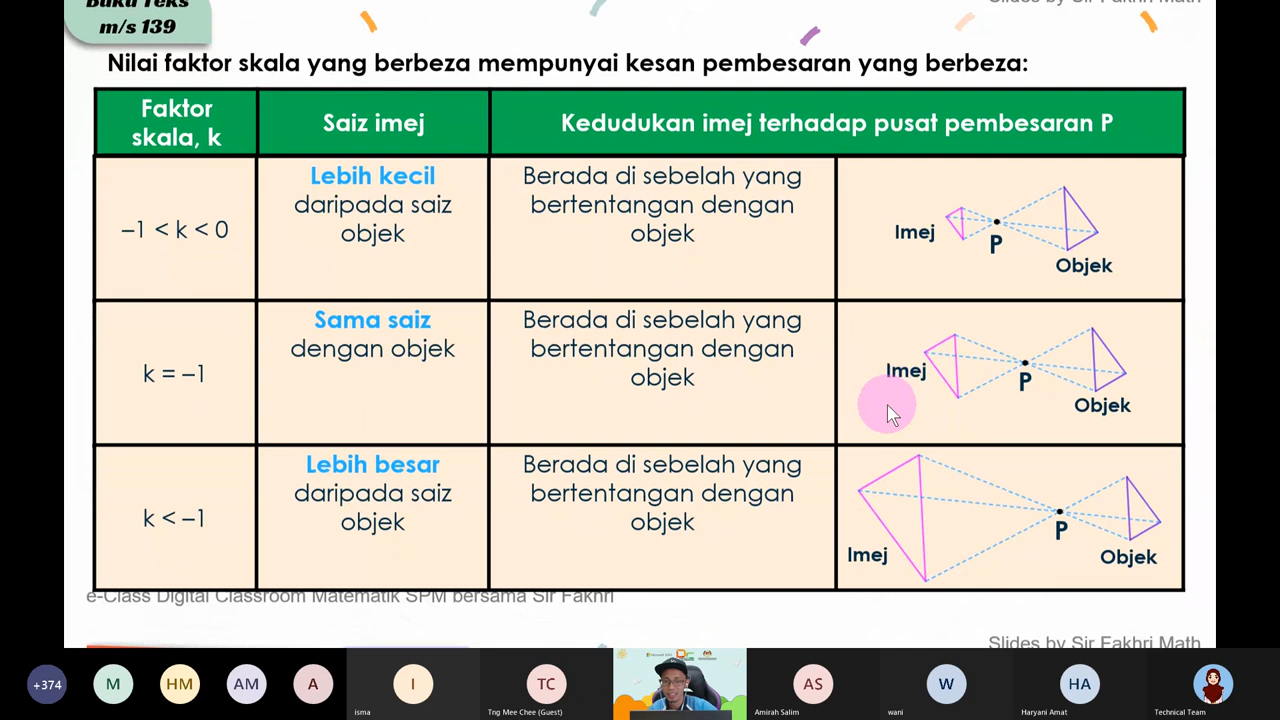 Buku Teks
m/s 139
Slides by Sir Fakhri Math
Nilai faktor skala yang berbeza mempunyai kesan pembesaran yang berbeza:
Faktor
skala, k
Saiz imej
Kedudukan imej terhadap pusat pembesaran P
–1 < k < 0
Lebih kecil
daripada saiz
objek
Berada di sebelah yang
bertentangan dengan
objek
Imej
P
Objek
k = –1
Sama saiz
dengan objek
Berada di sebelah yang
bertentangan dengan
objek
Imej
P
Objek
k < –1
Lebih besar
daripada saiz
objek
Berada di sebelah yang
bertentangan dengan
objek
Imej
P
Objek
e-Class Digital Classroom Matematik SPM bersama Sir Fakhri
Slides by Sir Fakhri Math
+374
M
HM
AM
A
I
isma
TC
Tng Mee Chee (Guest)
AS
Amirah Salim
W
wani
HA
Haryani Amat
Technical Team